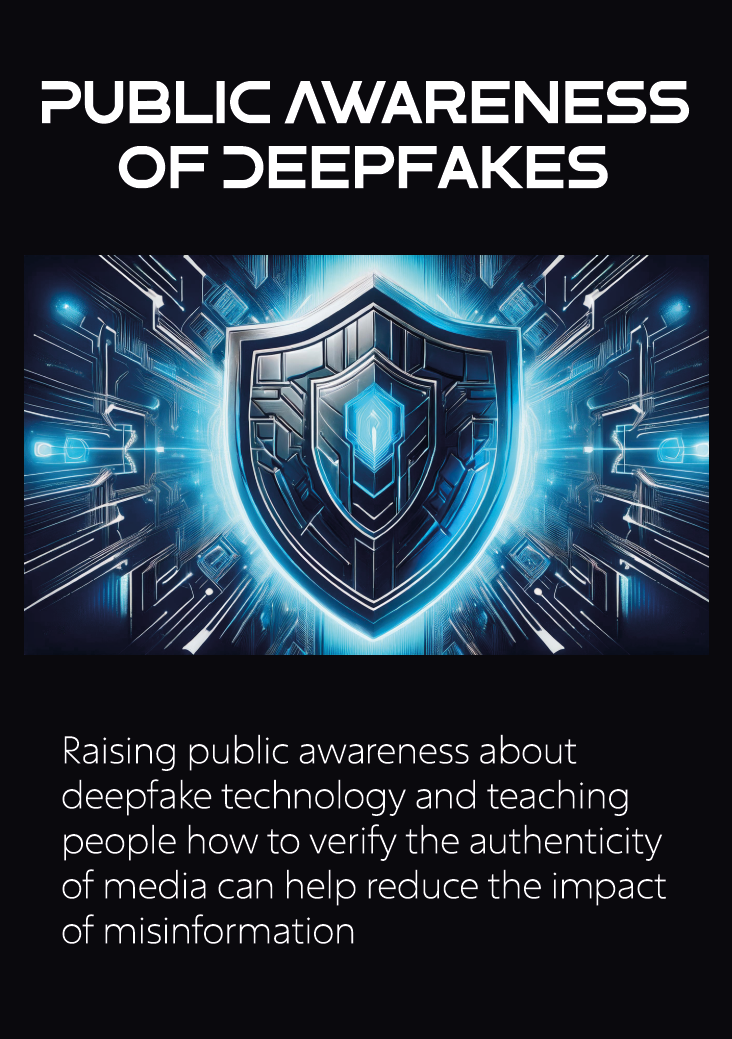 PUBLIC AWARENESS
OF DEEPFAKES
Raising public awareness about
deepfake technology and teaching
people how to verify the authenticity
of media can help reduce the impact
of misinformation